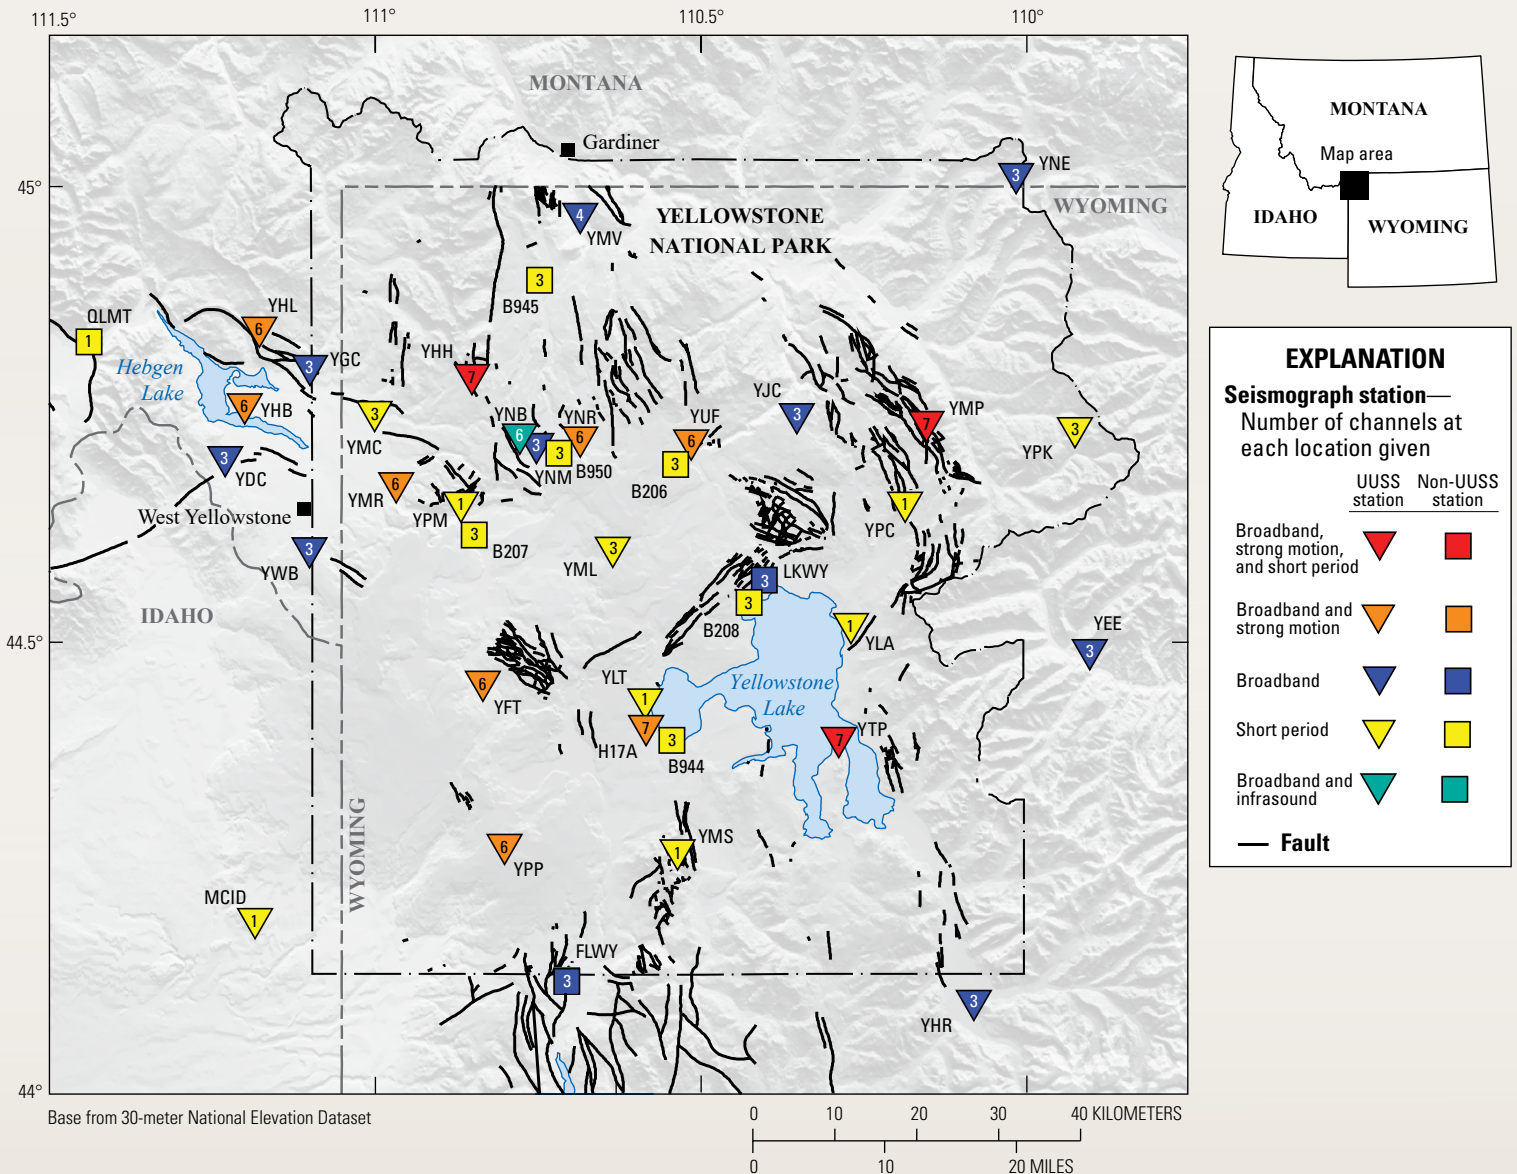 111.5°
111°
110.5°
110°
MONTANA
Gardiner
3
YNE
45°
WYOMING
YELLOWSTONE
NATIONAL PARK
4
YMV
3
B945
QLMT
1
YHL
6
Hebgen
Lake
3
YGC
6
YHB
YHH
7
3
YMC
3
YDC
YNB
6
3
YNM
YNR
6
3
B950
YUF
6
3
B206
YJC
3
YMP
7
3
YPK
6
YMR
1
YPM
3
B207
West Yellowstone
3
YWB
3
YML
1
YPC
3
LKWY
3
B208
1
YLA
IDAHO
44.5°
YEE
3
6
YFT
YLT
1
7
H17A
3
B944
Yellowstone
Lake
7
YTP
WYOMING
6
YPP
1
YMS
MCID
1
FLWY
3
3
YHR
44°
Base from 30-meter National Elevation Dataset
0 10 20 30 40 KILOMETERS
0 10 20 MILES
MONTANA
Map area
IDAHO
WYOMING
EXPLANATION
Seismograph station—
Number of channels at
each location given
UUSS
station
Non-UUSS
station
Broadband,
strong motion,
and short period
Broadband and
strong motion
Broadband
Short period
Broadband and
infrasound
Fault